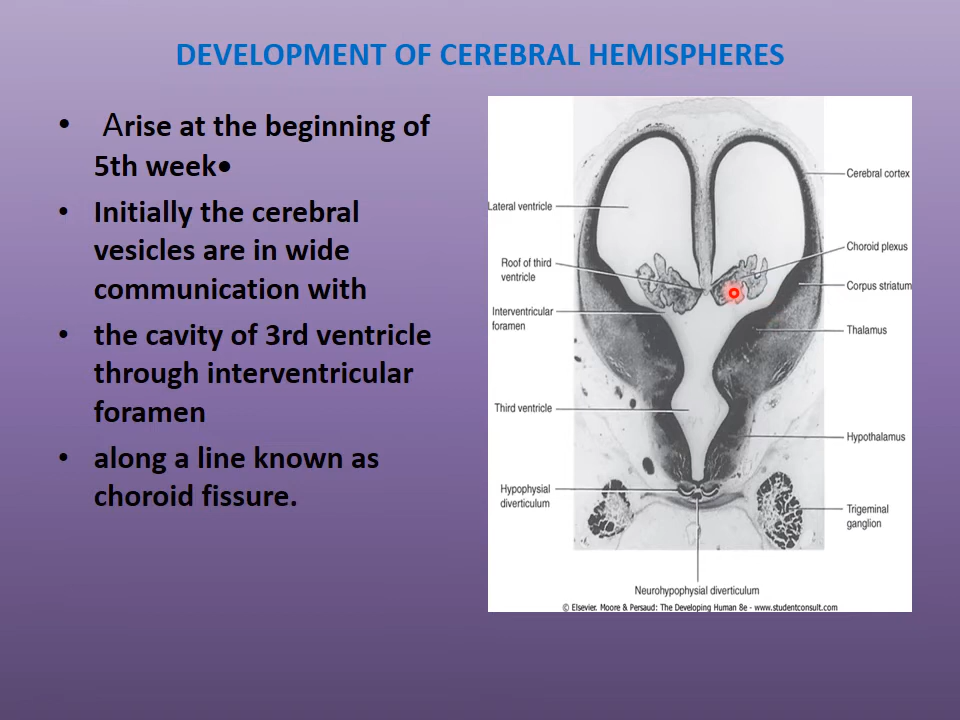 DEVELOPMENT OF CEREBRAL HEMISPHERES
• Arise at the beginning of
5th week•
• Initially the cerebral
vesicles are in wide
communication with
• the cavity of 3rd ventricle
through interventricular
foramen
• along a line known as
choroid fissure.
Lateral ventricle
Roof of third
ventricle
Interventricular
foramen
Third ventricle
Hypophysial
diverticulum
Cerebral cortex
Choroid plexus
Corpus striatum
Thalamus
Hypothalamus
Trigeminal
ganglion
Neurohypophysial diverticulum
© Elsevier. Moore & Persaud: The Developing Human 8e - www.studentconsult.com